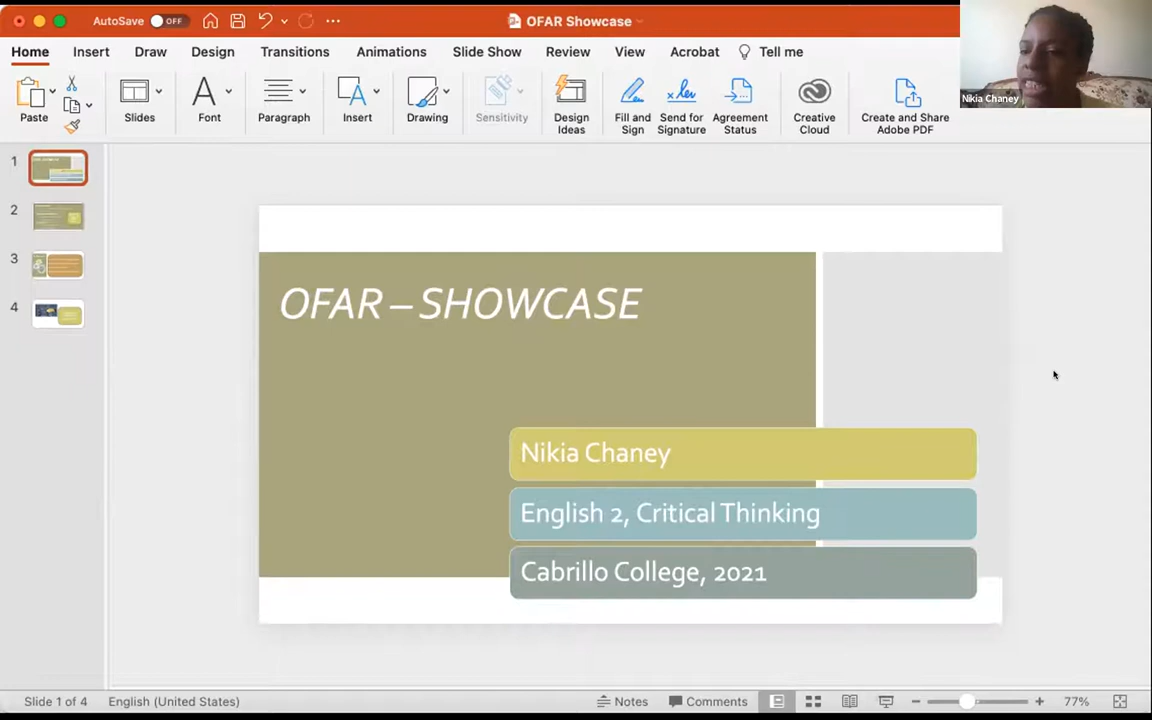 AutoSave OFF
OFAR Showcase
Home Insert Draw Design Transitions Animations Slide Show Review View Acrobat Tell me
Paste Slides Font Paragraph Insert Drawing Sensitivity Design Ideas Fill and Sign Send for Signature Agreement Status Creative Cloud Create and Share Adobe PDF
Nikia Chaney
1
2
3
4
OFAR – SHOWCASE
Nikia Chaney
English 2, Critical Thinking
Cabrillo College, 2021
Slide 1 of 4 English (United States) Notes Comments 77%